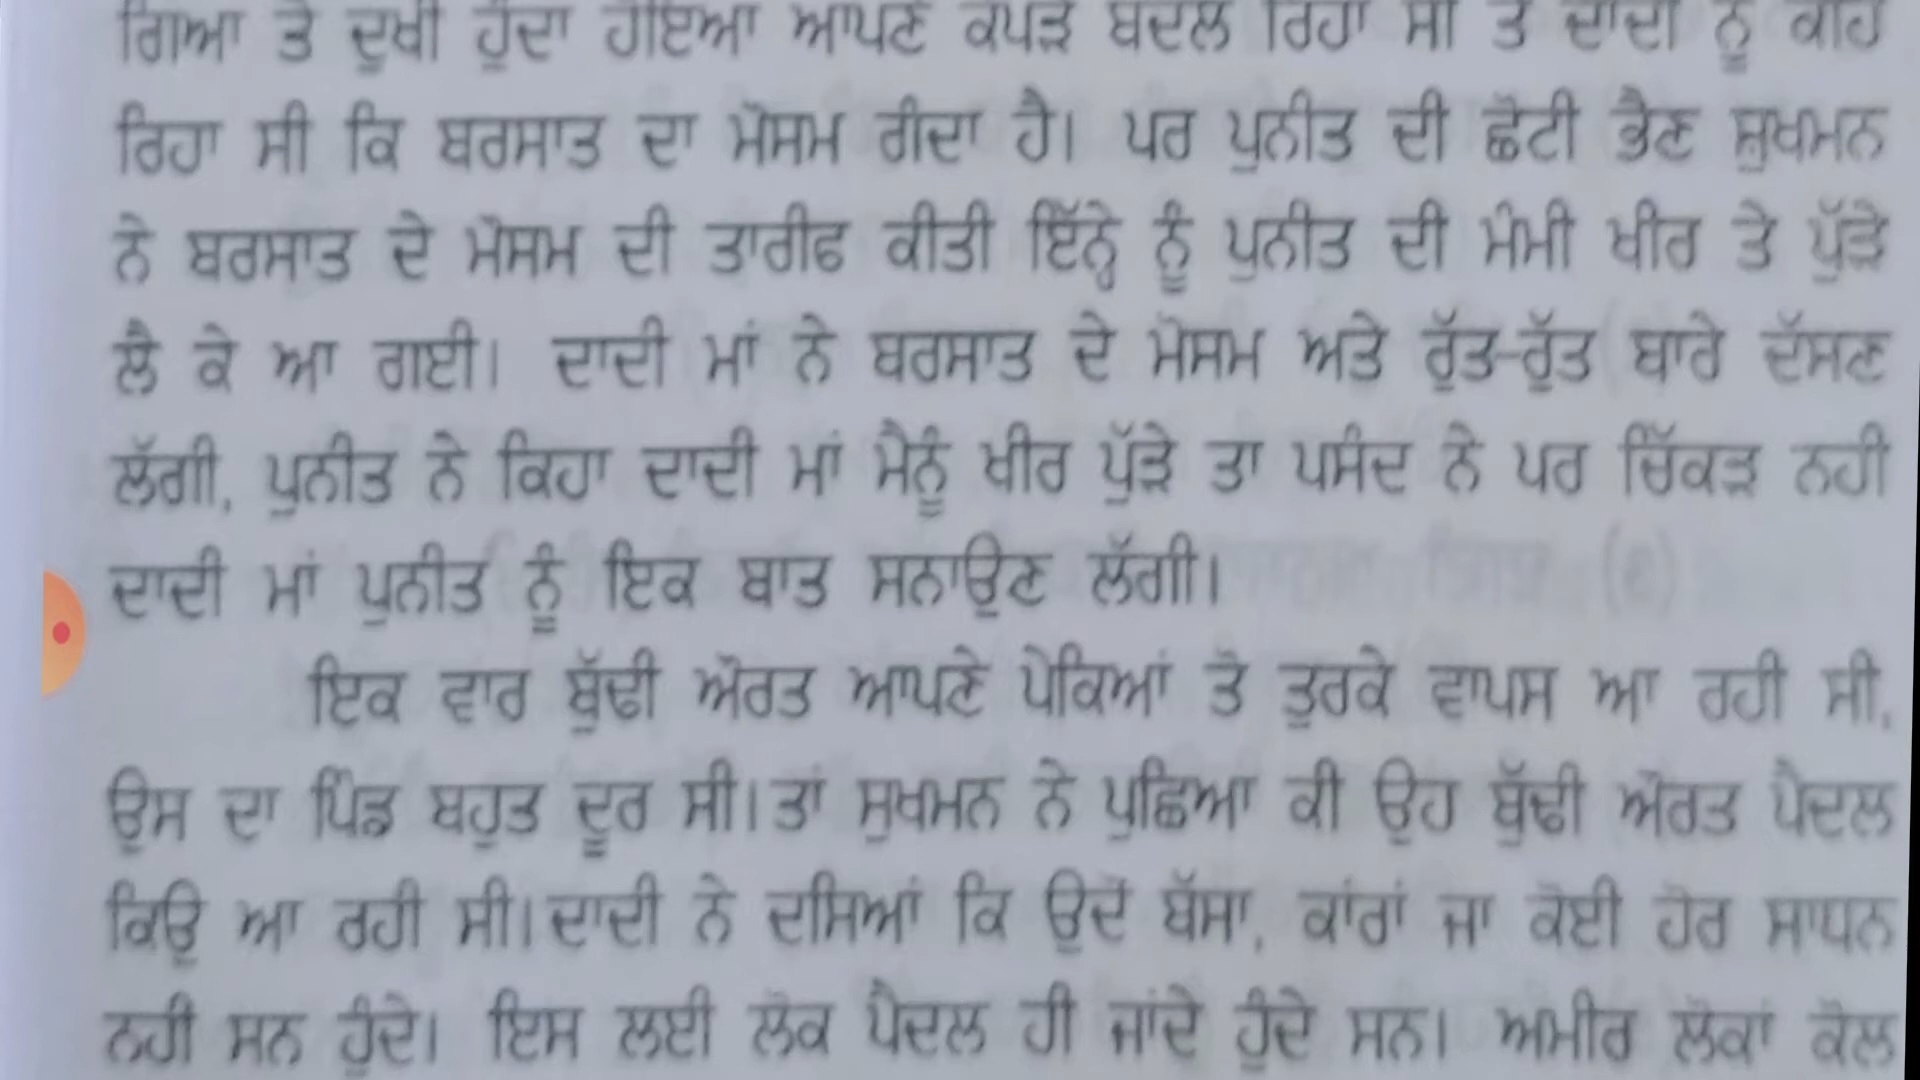 ਗਿਆ ਤੇ ਦੂਖੀ ਹੁੰਦਾ ਹੋਇਆ ਆਪਣੇ ਕਪੜੇ ਬਦਲ ਰਿਹਾ ਸੀ ਤੇ ਦਾਦੀ ਨੂੰ ਕਹਿ
ਰਿਹਾ ਸੀ ਕਿ ਬਰਸਾਤ ਦਾ ਮੌਸਮ ਗੰਦਾ ਹੈ। ਪਰ ਪੁਨੀਤ ਦੀ ਛੋਟੀ ਭੈਣ ਸੁਖਮਨ
ਨੇ ਬਰਸਾਤ ਦੇ ਮੌਸਮ ਦੀ ਤਾਰੀਫ ਕੀਤੀ ਇੰਨ੍ਹੇ ਨੂੰ ਪੁਨੀਤ ਦੀ ਮੰਮੀ ਖੀਰ ਤੇ ਪੁੱੜੇ
ਲੈ ਕੇ ਆ ਗਈ। ਦਾਦੀ ਮਾਂ ਨੇ ਬਰਸਾਤ ਦੇ ਮੌਸਮ ਅਤੇ ਰੁੱਤ-ਰੁੱਤ ਬਾਰੇ ਦੱਸਣ
ਲੱਗੀ, ਪੁਨੀਤ ਨੇ ਕਿਹਾ ਦਾਦੀ ਮਾਂ ਮੈਨੂੰ ਖੀਰ ਪੁੱੜੇ ਤਾ ਪਸੰਦ ਨੇ ਪਰ ਚਿੱਕੜ ਨਹੀ
ਦਾਦੀ ਮਾਂ ਪੁਨੀਤ ਨੂੰ ਇਕ ਬਾਤ ਸਨਾਉਣ ਲੱਗੀ।
ਇਕ ਵਾਰ ਬੁੱਢੀ ਔਰਤ ਆਪਣੇ ਪੇਕਿਆਂ ਤੋਂ ਤੁਰਕੇ ਵਾਪਸ ਆ ਰਹੀ ਸੀ,
ਉਸ ਦਾ ਪਿੰਡ ਬਹੁਤ ਦੂਰ ਸੀ।ਤਾਂ ਸੁਖਮਨ ਨੇ ਪੁਛਿਆ ਕੀ ਉਹ ਬੁੱਢੀ ਔਰਤ ਪੈਦਲ
ਕਿਉਂ ਆ ਰਹੀ ਸੀ।ਦਾਦੀ ਨੇ ਦਸਿਆਂ ਕਿ ਉਦੋਂ ਬੱਸਾ, ਕਾਂਰਾਂ ਜਾ ਕੋਈ ਹੋਰ ਸਾਧਨ
ਨਹੀ ਸਨ ਹੁੰਦੇ। ਇਸ ਲਈ ਲੋਕ ਪੈਦਲ ਹੀ ਜਾਂਦੇ ਹੁੰਦੇ ਸਨ। ਅਮੀਰ ਲੋਕਾਂ ਕੋਲ